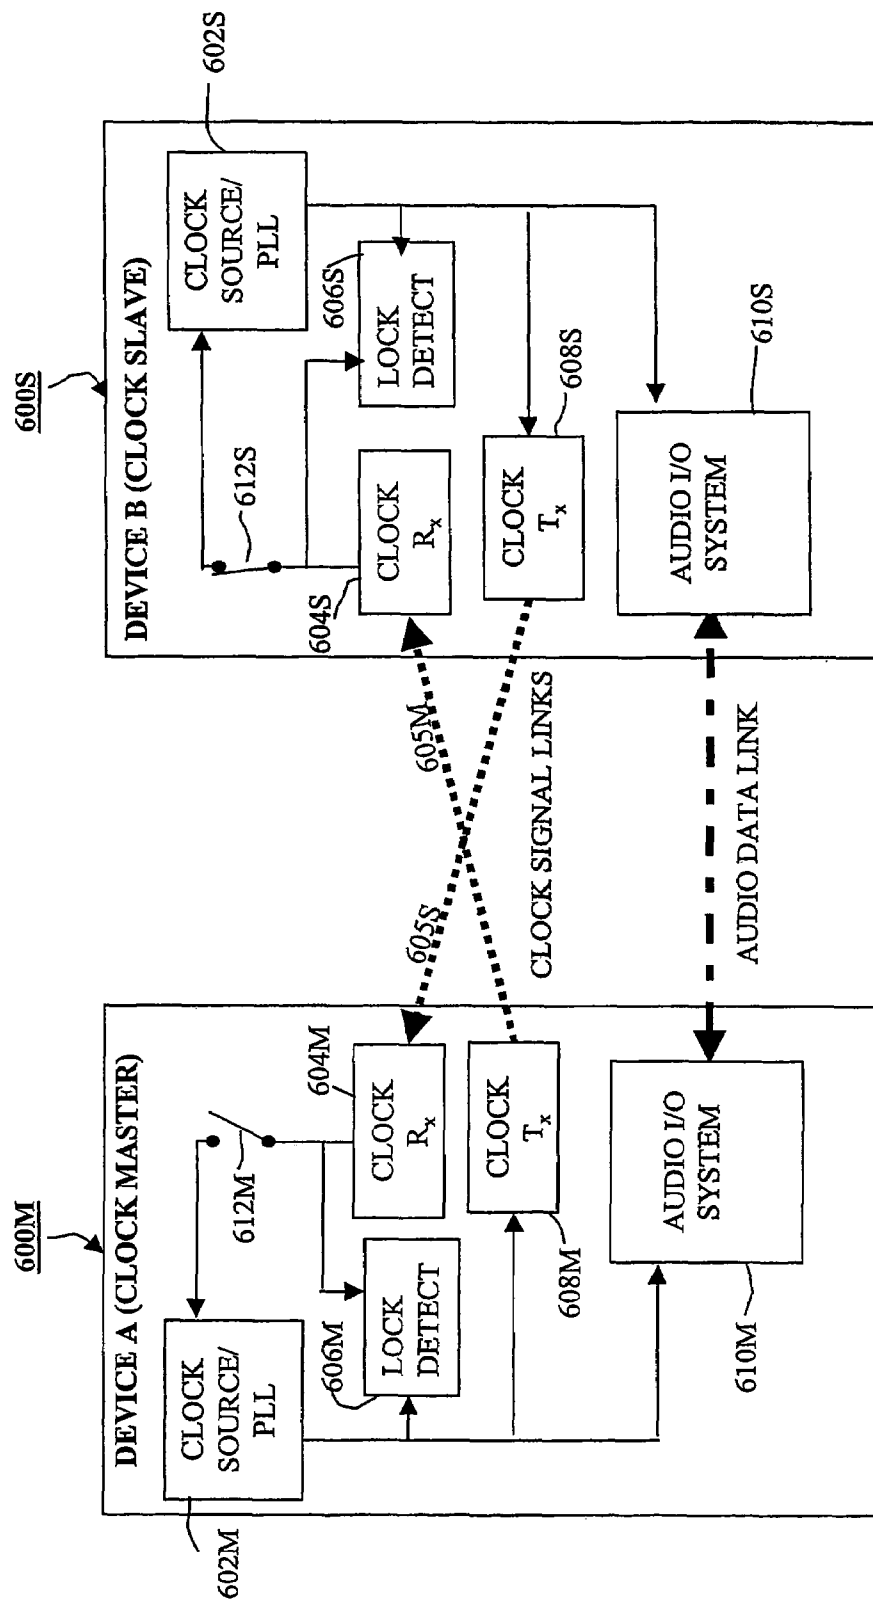 600M
DEVICE A (CLOCK MASTER)
602M
CLOCK
SOURCE/
PLL
612M
606M
LOCK
DETECT
604M
CLOCK
Rx
CLOCK
Tx
608M
AUDIO I/O
SYSTEM
610M
605S
605M
CLOCK SIGNAL LINKS
AUDIO DATA LINK
600S
DEVICE B (CLOCK SLAVE)
602S
CLOCK
SOURCE/
PLL
612S
606S
LOCK
DETECT
604S
CLOCK
Rx
CLOCK
Tx
608S
AUDIO I/O
SYSTEM
610S